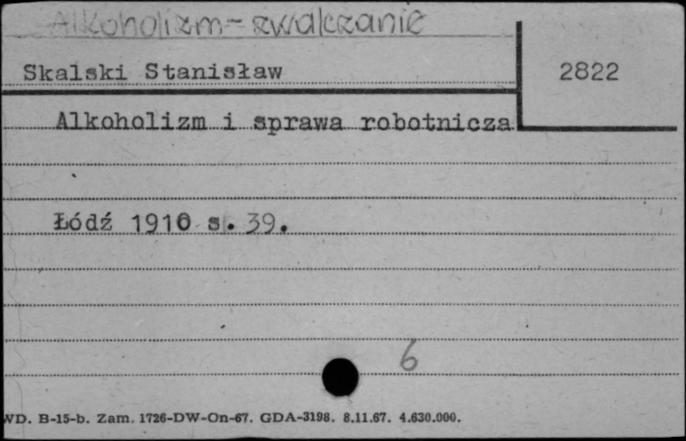 Alkoholizm - zwalczanie
Skalski Stanisław
2822
Alkoholizm i sprawa robotnicza
Łódź 1910 s. 39.
6
WD. B-15-b. Zam. 1726-DW-On-67. GDA-3198. 8.11.67. 4.630.000.